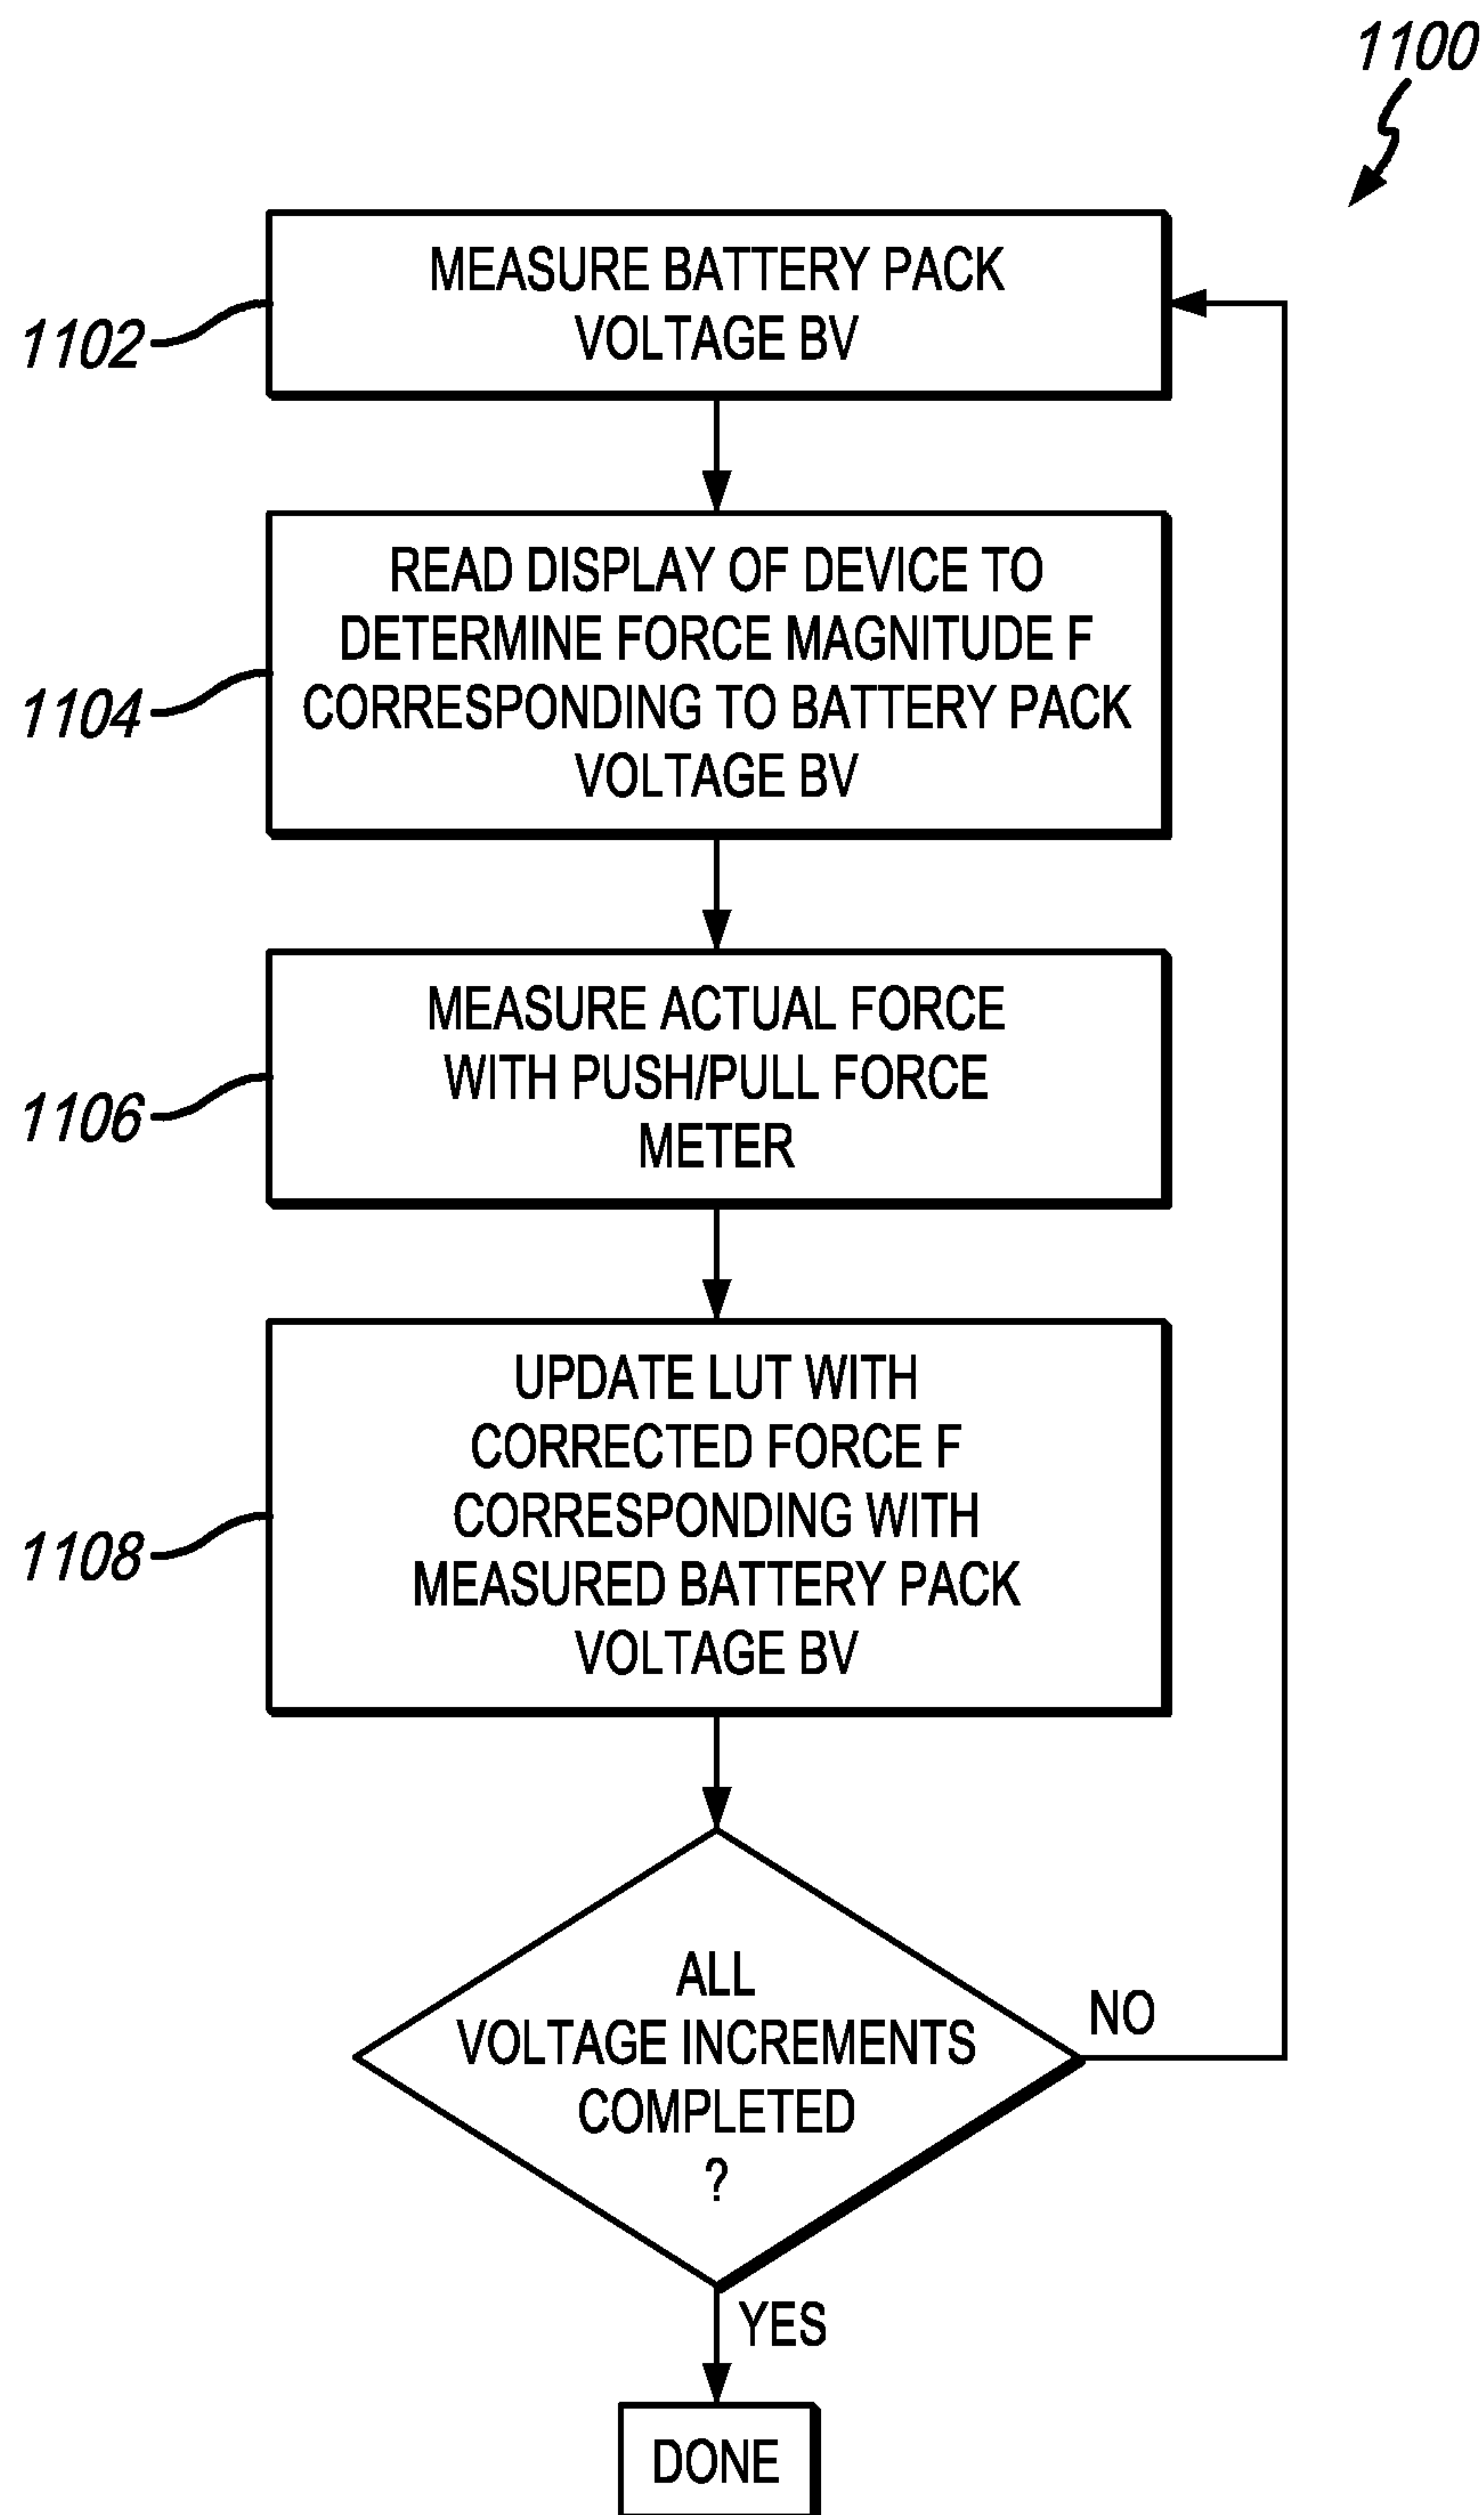 1100
MEASURE BATTERY PACK
VOLTAGE BV
1102
READ DISPLAY OF DEVICE TO
DETERMINE FORCE MAGNITUDE F
CORRESPONDING TO BATTERY PACK
VOLTAGE BV
1104
MEASURE ACTUAL FORCE
WITH PUSH/PULL FORCE
METER
1106
UPDATE LUT WITH
CORRECTED FORCE F
CORRESPONDING WITH
MEASURED BATTERY PACK
VOLTAGE BV
1108
ALL
VOLTAGE INCREMENTS
COMPLETED
?
NO
YES
DONE